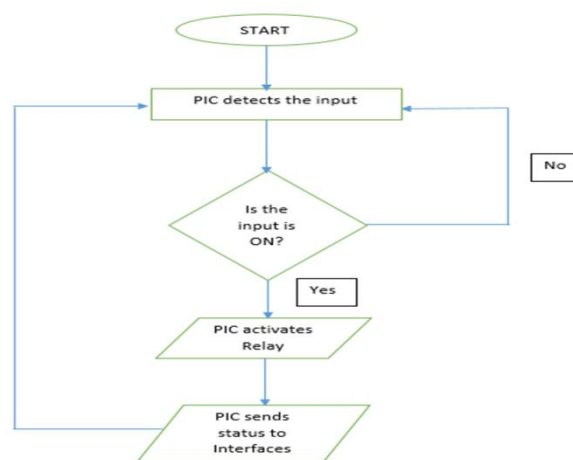 START
PIC detects the input
No
Is the
input is
ON?
Yes
PIC activates
Relay
PIC sends
status to
Interfaces